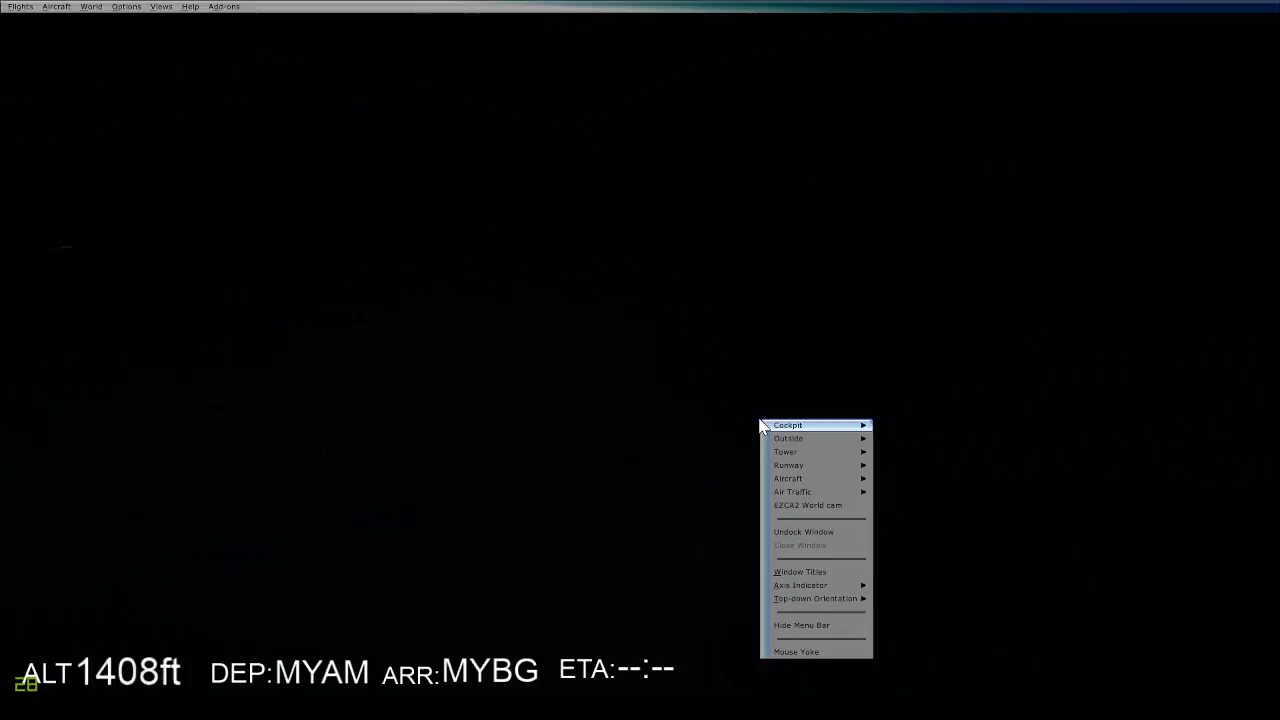 Flights Aircraft World Options Views Help Add-ons
Cockpit
Outside
Tower
Runway
Aircraft
Air Traffic
EZCA2 World cam
Undock Window
Close Window
Window Titles
Axis Indicator
Top-down Orientation
Hide Menu Bar
Mouse Yoke
ALT 1408ft DEP:MYAM ARR:MYBG ETA:--:--
28